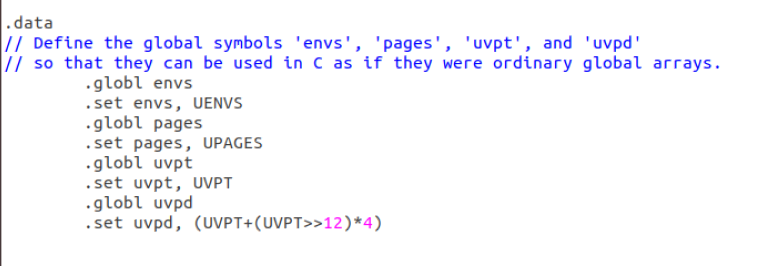 .data
// Define the global symbols 'envs', 'pages', 'uvpt', and 'uvpd'
// so that they can be used in C as if they were ordinary global arrays.
        .globl envs
        .set envs, UENVS
        .globl pages
        .set pages, UPAGES
        .globl uvpt
        .set uvpt, UVPT
        .globl uvpd
        .set uvpd, (UVPT+(UVPT>>12)*4)